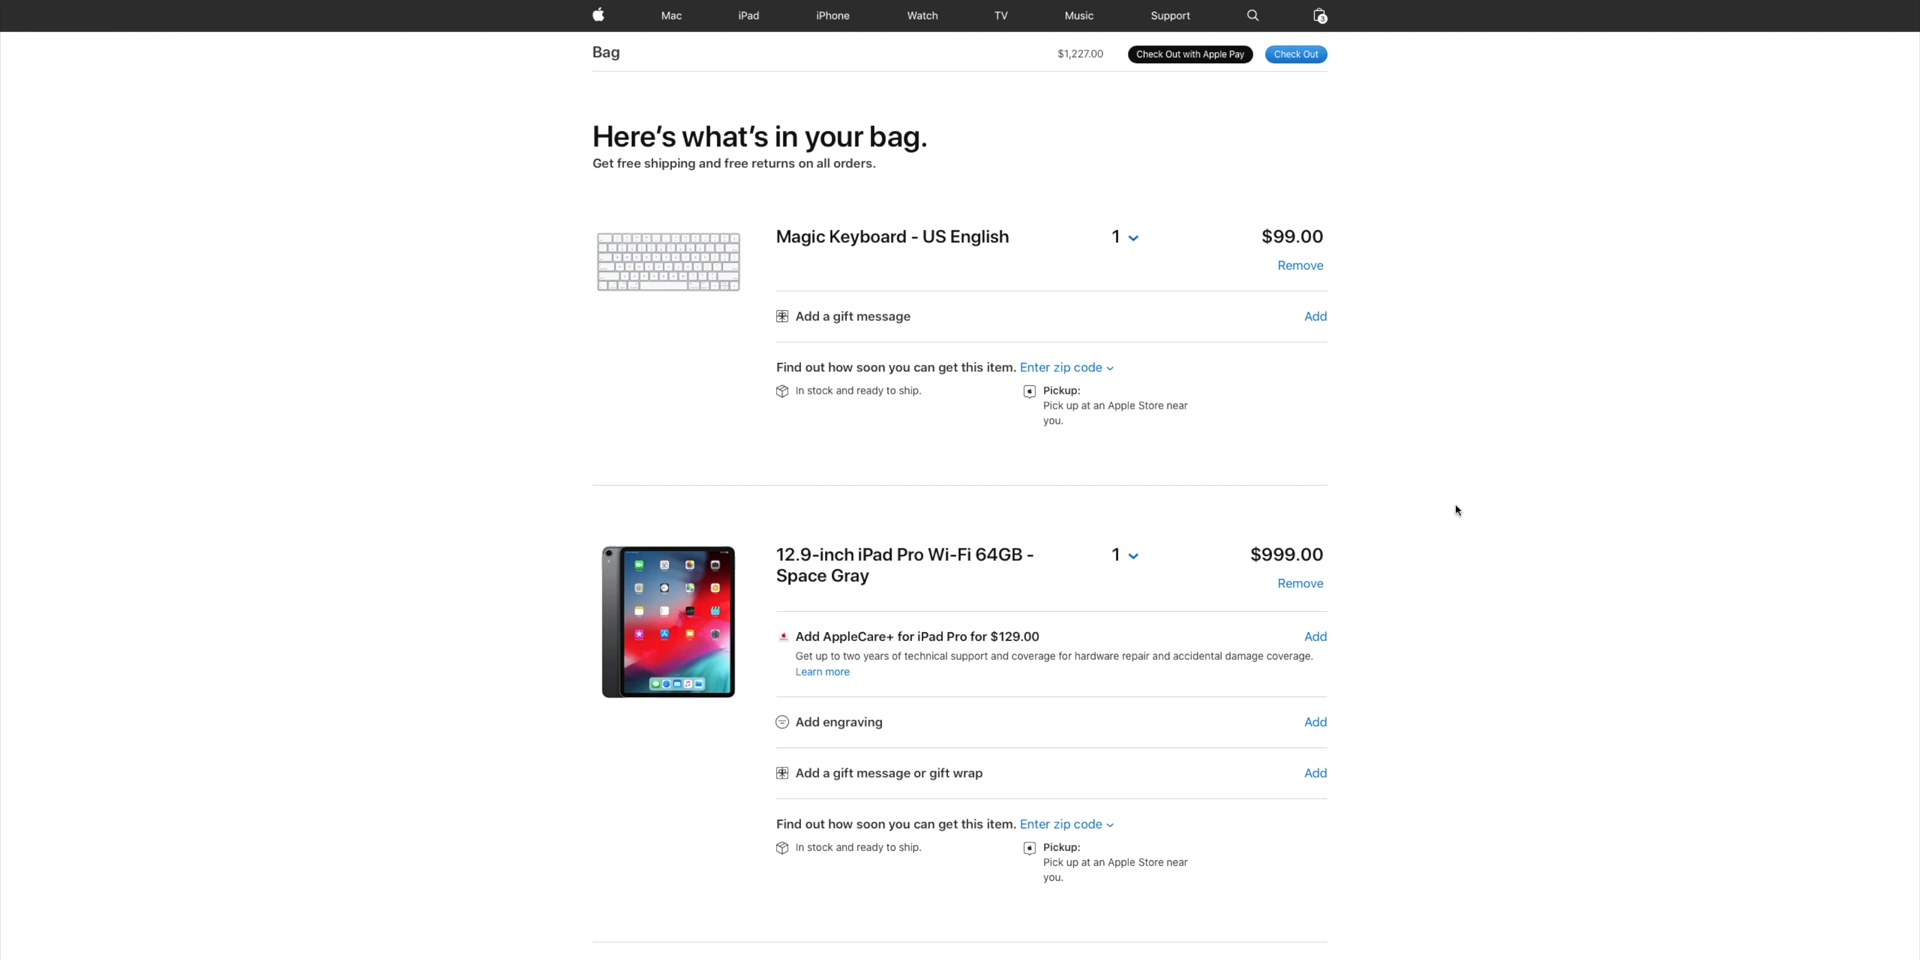 Mac iPad iPhone Watch TV Music Support 3
Bag $1,227.00 Check Out with Apple Pay Check Out
Here’s what’s in your bag.
Get free shipping and free returns on all orders.
Magic Keyboard - US English 1 $99.00
Remove
Add a gift message Add
Find out how soon you can get this item. Enter zip code
In stock and ready to ship. Pickup:
Pick up at an Apple Store near
you.
12.9-inch iPad Pro Wi-Fi 64GB - 1 $999.00
Space Gray Remove
Add AppleCare+ for iPad Pro for $129.00 Add
Get up to two years of technical support and coverage for hardware repair and accidental damage coverage.
Learn more
Add engraving Add
Add a gift message or gift wrap Add
Find out how soon you can get this item. Enter zip code
In stock and ready to ship. Pickup:
Pick up at an Apple Store near
you.